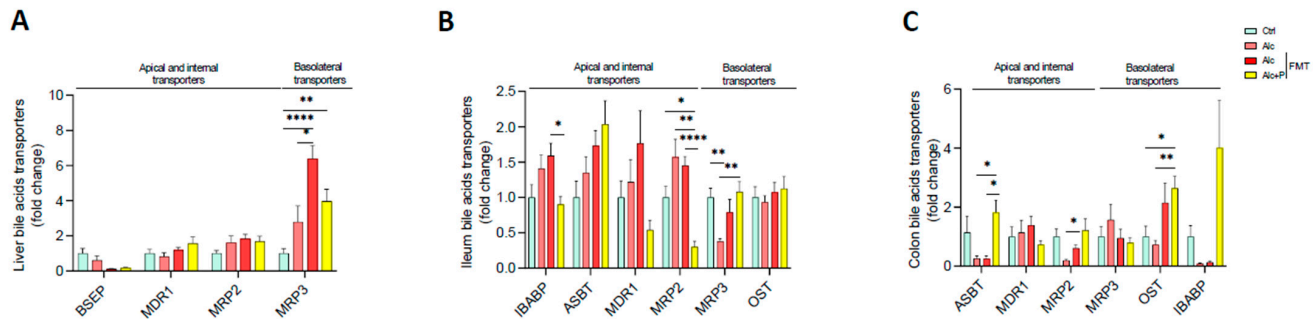 A
Apical and internal
transporters
Basolateral
transporters
Liver bile acids transporters
(fold change)
10
8
6
4
2
0
**
****
*
BSEP
MDR1
MRP2
MRP3
B
Apical and internal
transporters
Basolateral
transporters
Ileum bile acids transporters
(fold change)
2.5
2.0
1.5
1.0
0.5
0.0
*
*
**
****
**
**
IBABP
ASBT
MDR1
MRP2
MRP3
OST
C
Ctrl
Alc
Alc
Alc+P
FMT
Apical and internal
transporters
Basolateral
transporters
Colon bile acids transporters
(fold change)
6
4
2
0
*
*
*
*
**
ASBT
MDR1
MRP2
MRP3
OST
IBABP